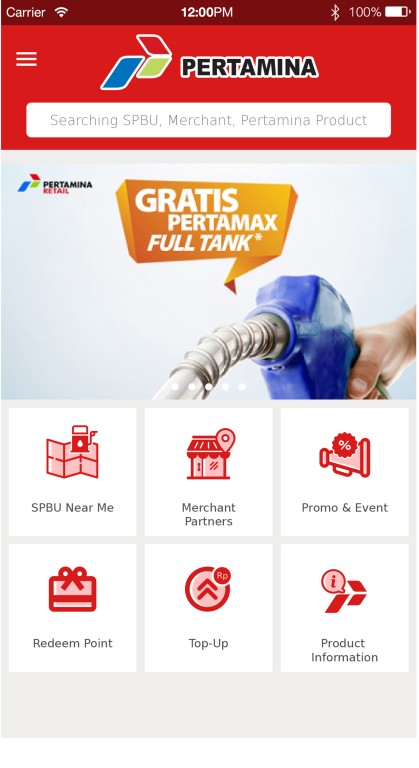 Carrier 12:00PM 100%
PERTAMINA
Searching SPBU, Merchant, Pertamina Product
PERTAMINA
RETAIL
GRATIS
PERTAMAX
FULL TANK*
%
SPBU Near Me
Merchant
Partners
Promo & Event
Rp
i
Redeem Point
Top-Up
Product
Information